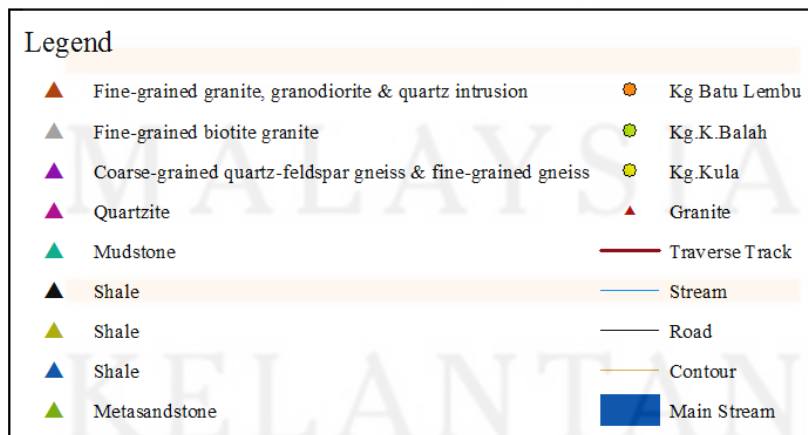 Legend
Fine-grained granite, granodiorite & quartz intrusion
Fine-grained biotite granite
Coarse-grained quartz-feldspar gneiss & fine-grained gneiss
Quartzite
Mudstone
Shale
Shale
Shale
Metasandstone
Kg Batu Lembu
Kg.K.Balah
Kg.Kula
Granite
Traverse Track
Stream
Road
Contour
Main Stream
MALAYSIA
KELANTAN